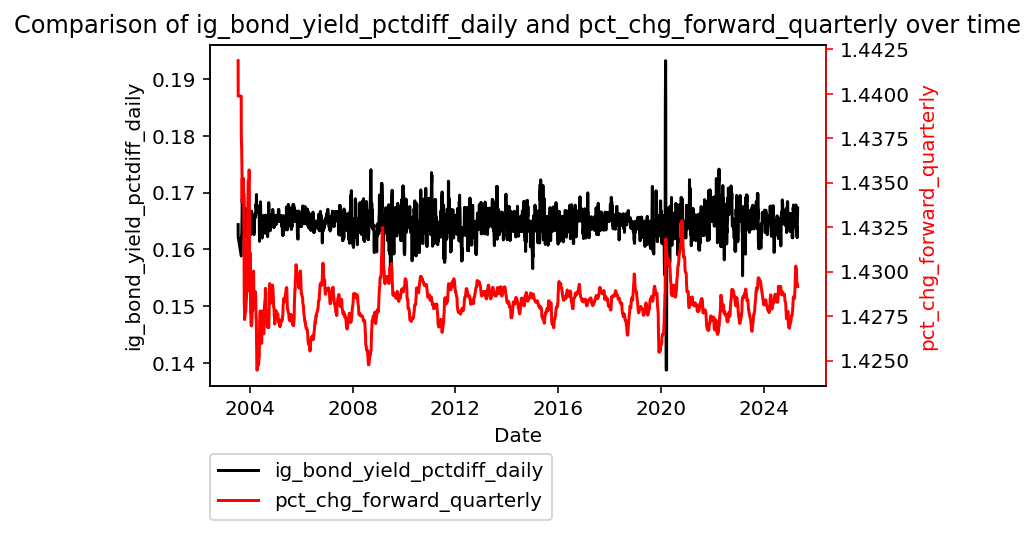 Comparison of ig_bond_yield_pctdiff_daily and pct_chg_forward_quarterly over time
ig_bond_yield_pctdiff_daily
0.19
0.18
0.17
0.16
0.15
0.14
1.4425
1.4400
1.4375
1.4350
1.4325
1.4300
1.4275
1.4250
pct_chg_forward_quarterly
2004 2008 2012 2016 2020 2024
Date
ig_bond_yield_pctdiff_daily
pct_chg_forward_quarterly